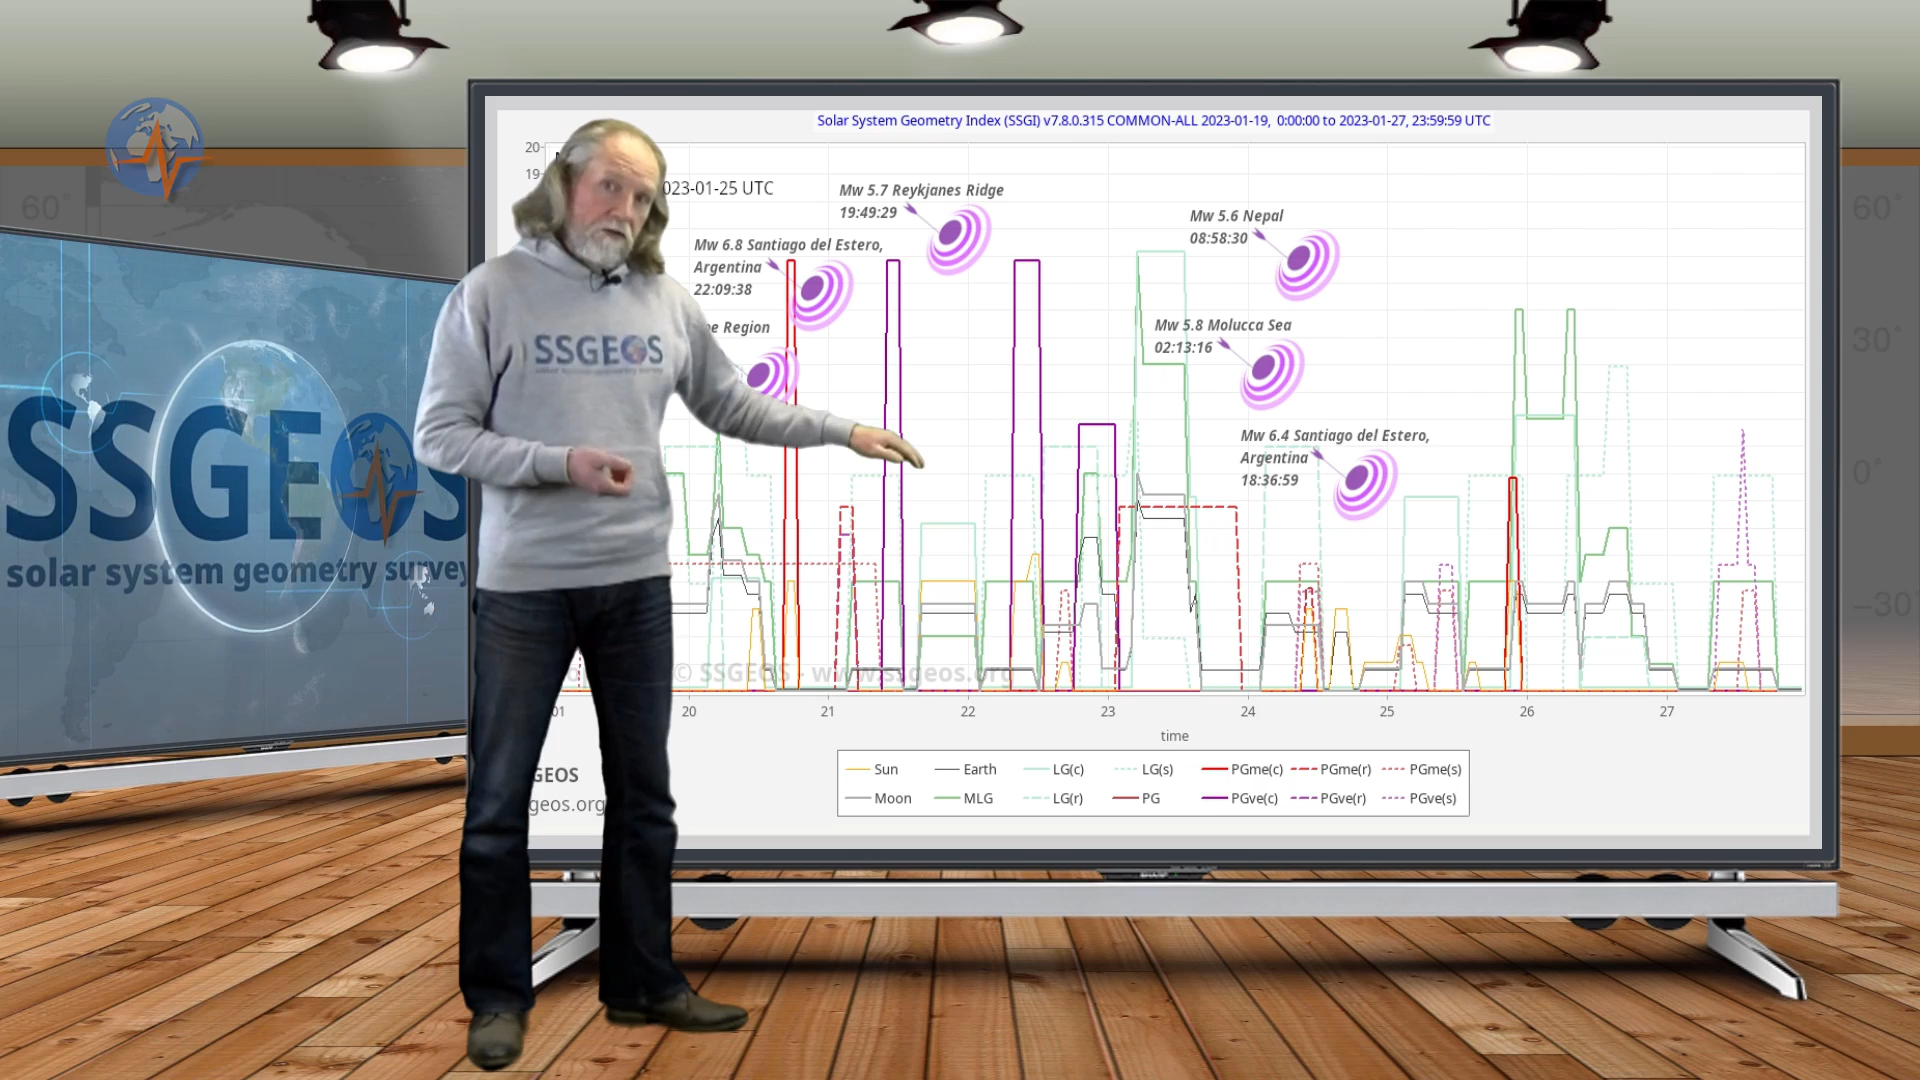 Solar System Geometry Index (SSGI) v7.8.0.315 COMMON-ALL 2023-01-19, 0:00:00 to 2023-01-27, 23:59:59 UTC
20
19
023-01-25 UTC
Mw 5.7 Reykjanes Ridge
19:49:29
Mw 5.6 Nepal
08:58:30
Mw 6.8 Santiago del Estero,
Argentina
22:09:38
Region
Mw 5.8 Molucca Sea
02:13:16
Mw 6.4 Santiago del Estero,
Argentina
18:36:59
© SSGEOS - www.ssgeos.org
01 20 21 22 23 24 25 26 27
time
Sun Earth LG(c) LG(s) PGme(c) PGme(r) PGme(s)
Moon MLG LG(r) PG PGve(c) PGve(r) PGve(s)
GEOS
geos.org
SSGEOS
SSGEOS
solar system geometry survey
60°
60°
30°
0°
-30°